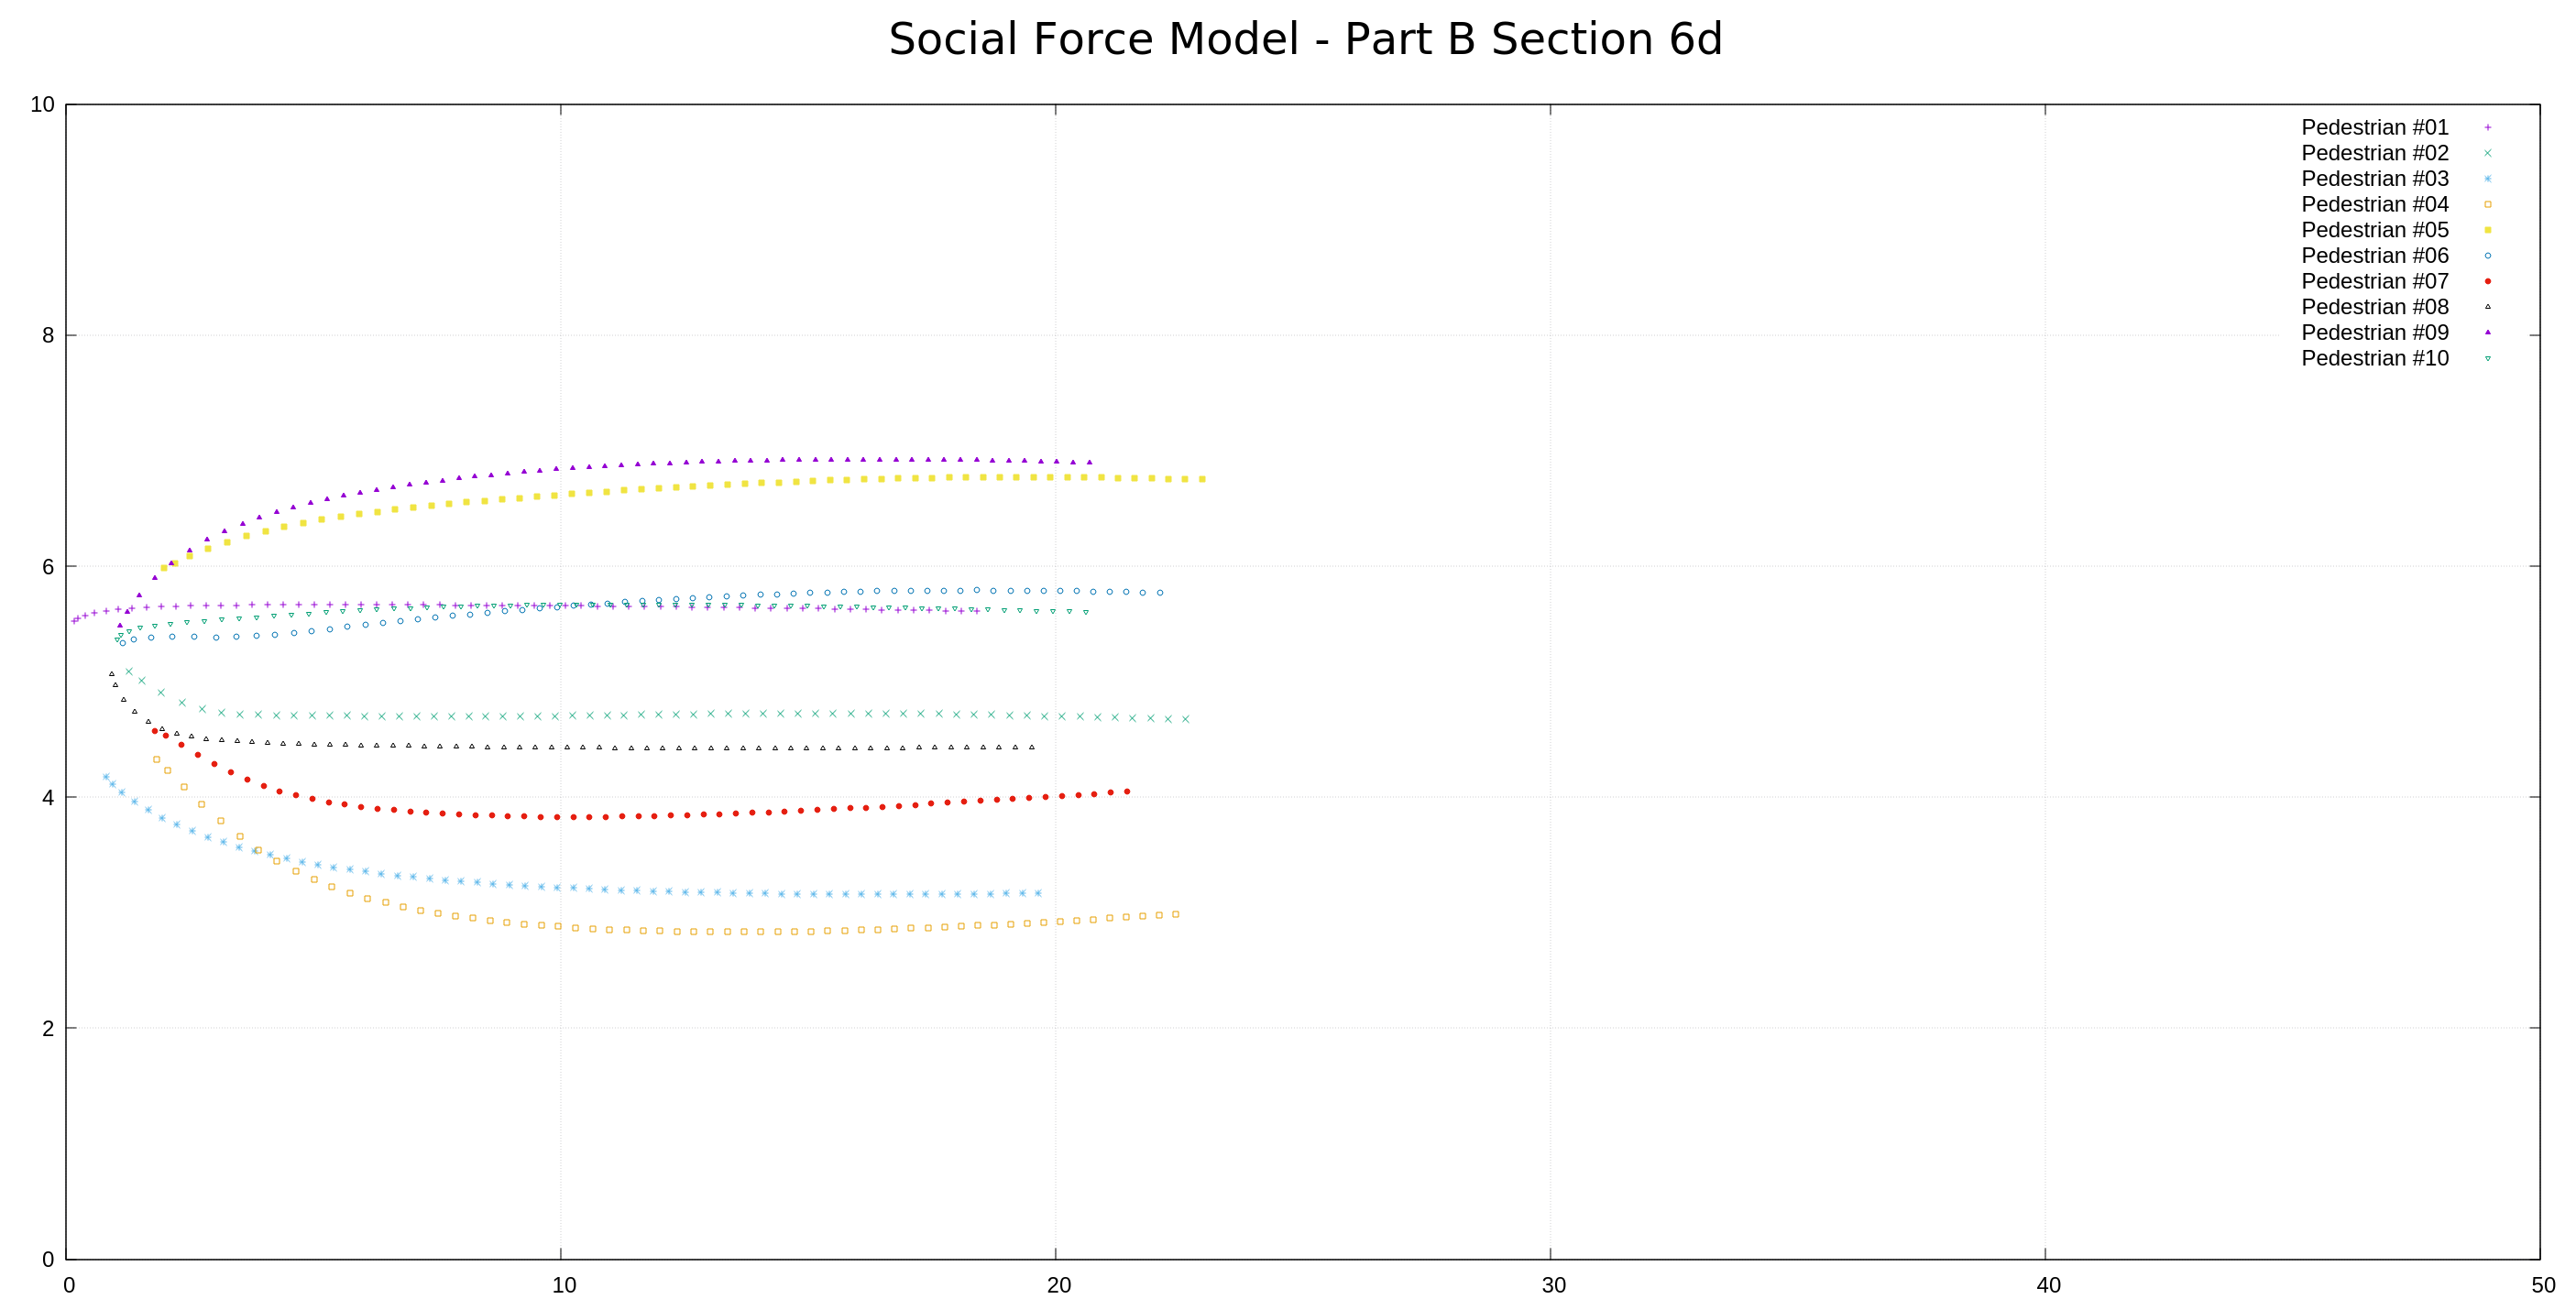 Social Force Model - Part B Section 6d
10
8
6
4
2
0
0 10 20 30 40 50
Pedestrian #01
Pedestrian #02
Pedestrian #03
Pedestrian #04
Pedestrian #05
Pedestrian #06
Pedestrian #07
Pedestrian #08
Pedestrian #09
Pedestrian #10